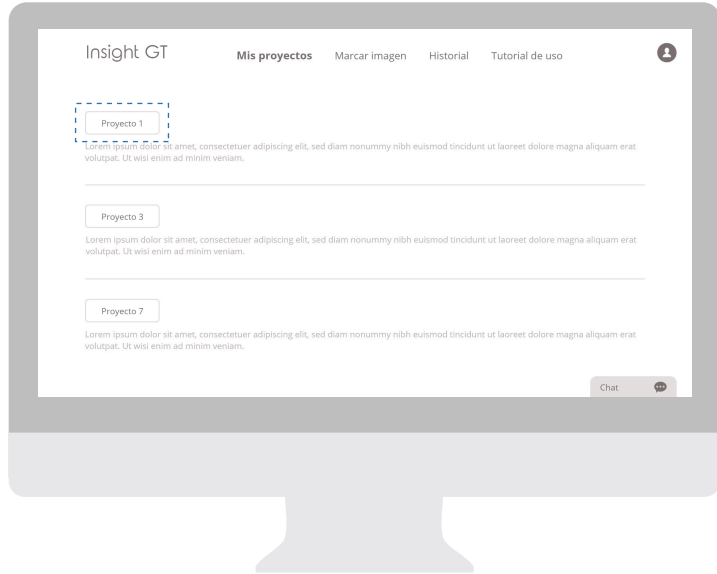 Insight GT
Mis proyectos Marcar imagen Historial Tutorial de uso
Proyecto 1
Lorem ipsum dolor sit amet, consectetuer adipiscing elit, sed diam nonummy nibh euismod tincidunt ut laoreet dolore magna aliquam erat
volutpat. Ut wisi enim ad minim veniam.
Proyecto 3
Lorem ipsum dolor sit amet, consectetuer adipiscing elit, sed diam nonummy nibh euismod tincidunt ut laoreet dolore magna aliquam erat
volutpat. Ut wisi enim ad minim veniam.
Proyecto 7
Lorem ipsum dolor sit amet, consectetuer adipiscing elit, sed diam nonummy nibh euismod tincidunt ut laoreet dolore magna aliquam erat
volutpat. Ut wisi enim ad minim veniam.
Chat